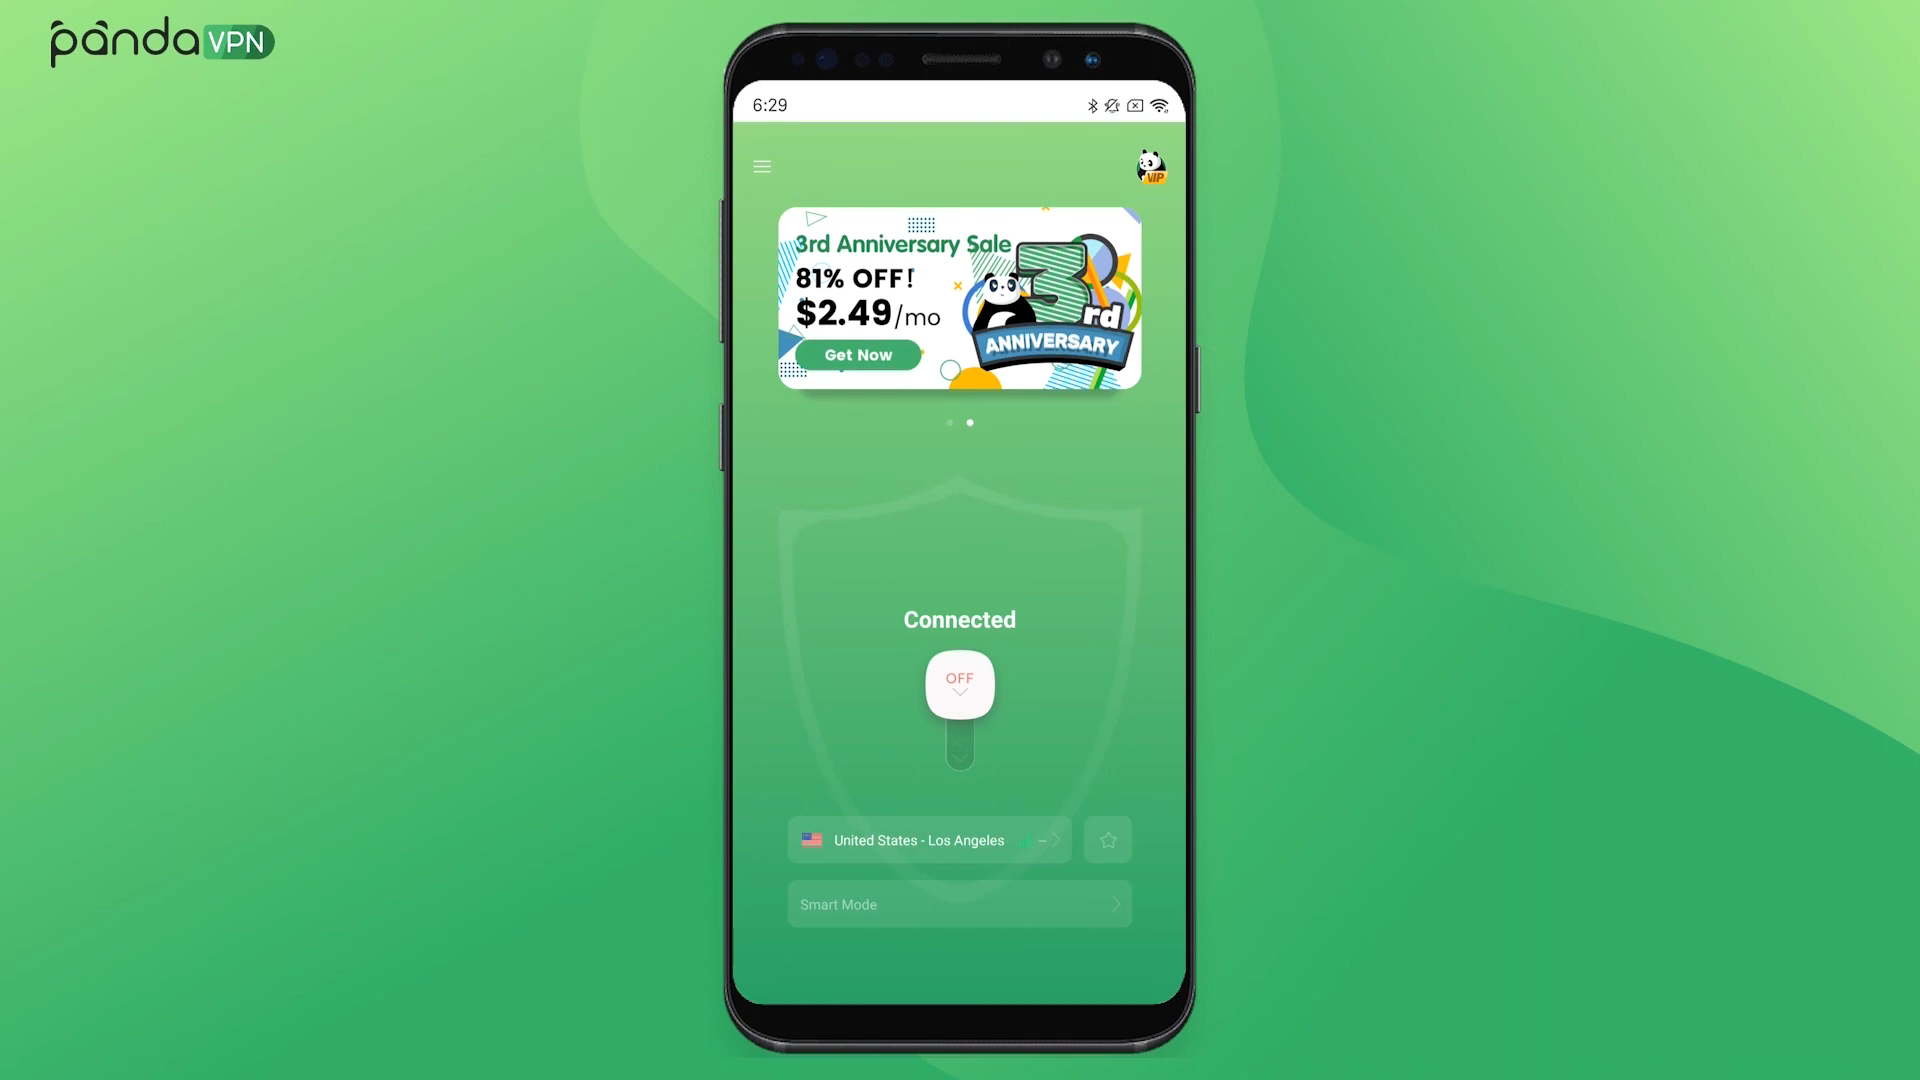 pandaVPN
6:29
VIP
3rd Anniversary Sale
81% OFF!
$2.49/mo
Get Now
3rd
ANNIVERSARY
Connected
OFF
United States - Los Angeles
Smart Mode